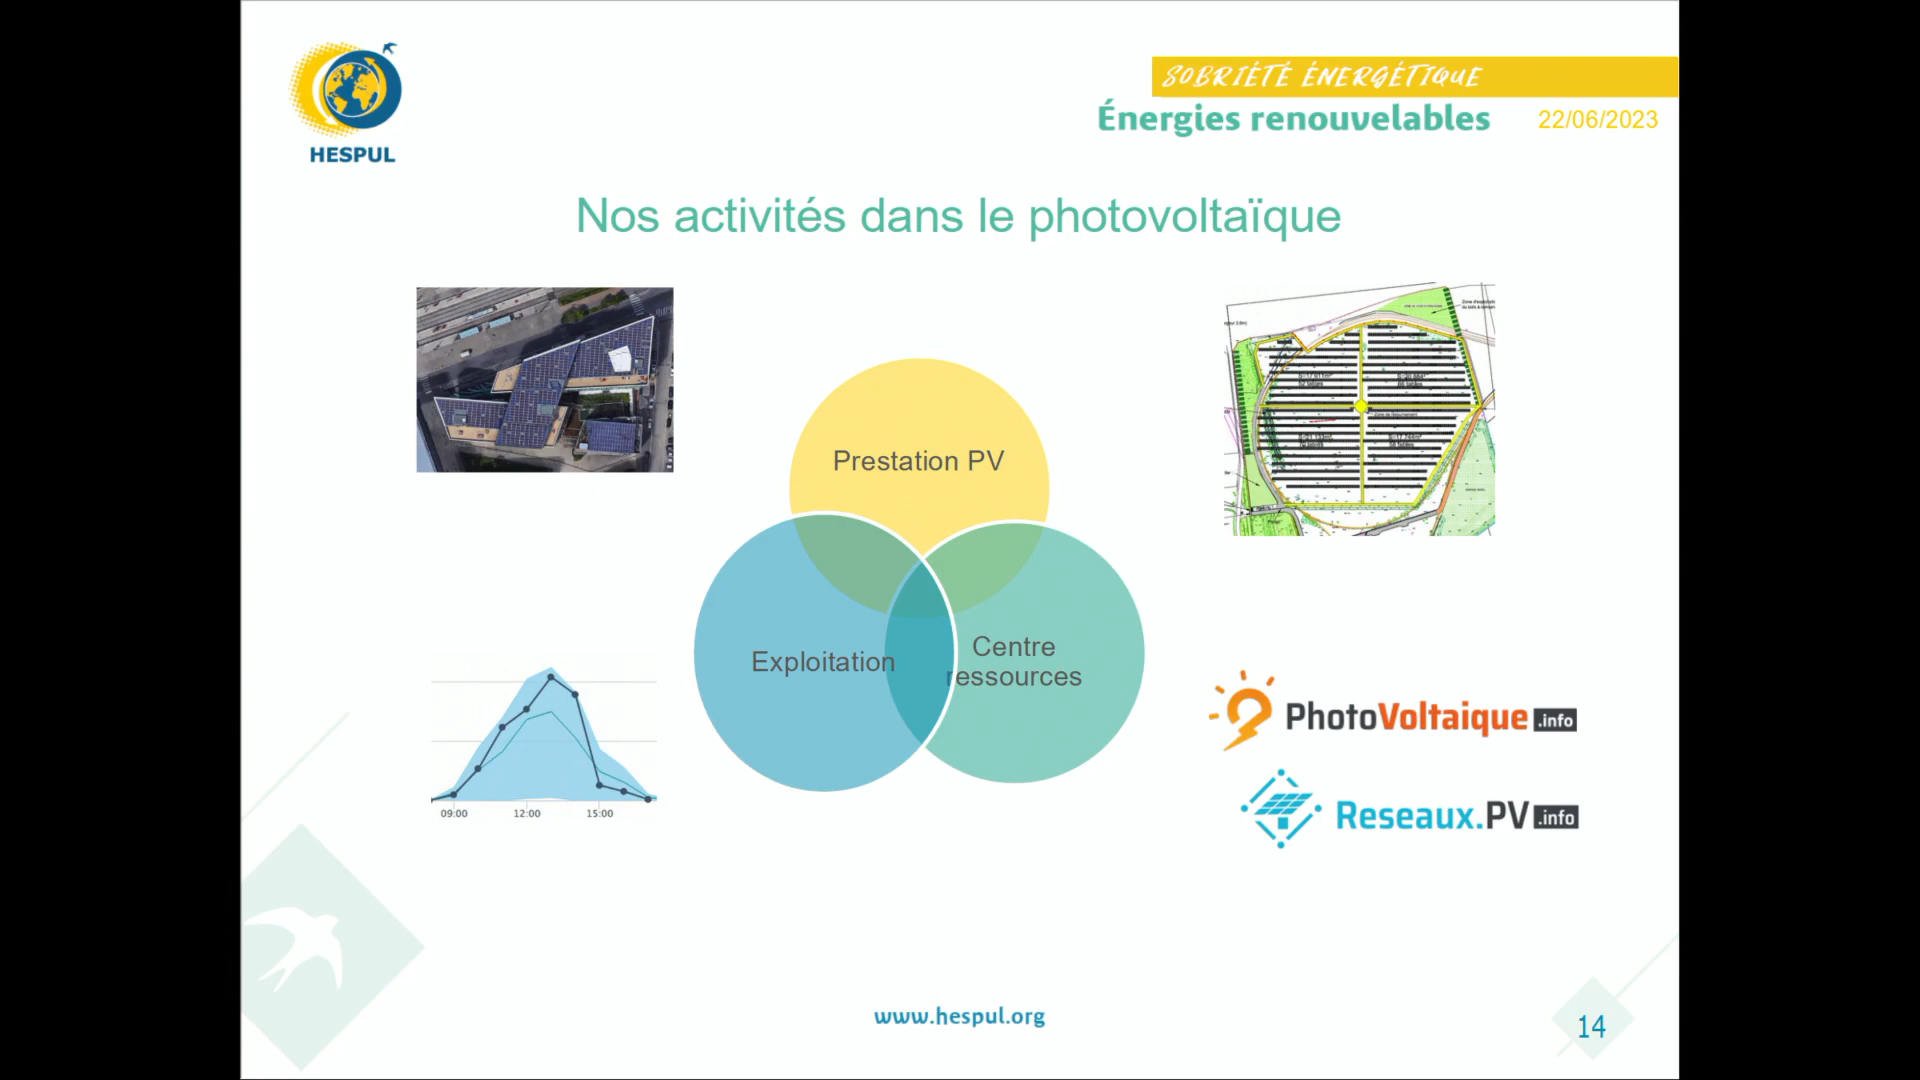 HESPUL
SOBRIÉTÉ ÉNERGÉTIQUE
Énergies renouvelables
22/06/2023
Nos activités dans le photovoltaïque
Prestation PV
Exploitation
Centre
ressources
09:00 12:00 15:00
PhotoVoltaique.info
Reseaux.PV.info
www.hespul.org
14